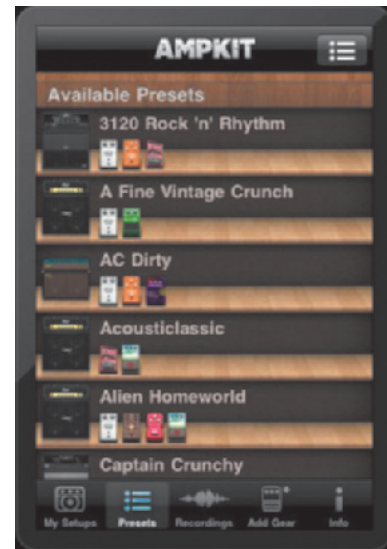 AMPKIT
Available Presets
3120 Rock 'n' Rhythm
A Fine Vintage Crunch
AC Dirty
Acousticlassic
Alien Homeworld
Captain Crunchy
My Setups Presets Recordings Add Gear Info